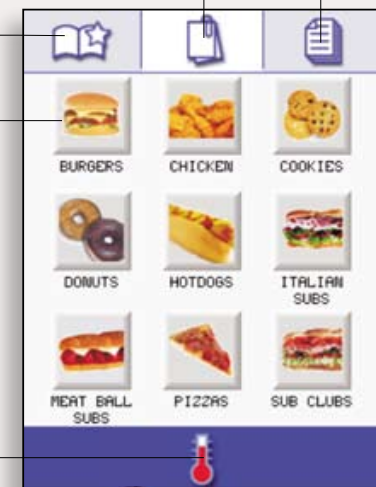 BURGERS
CHICKEN
COOKIES
DONUTS
HOTDOGS
ITALIAN
SUBS
MEAT BALL
SUBS
PIZZAS
SUB CLUBS